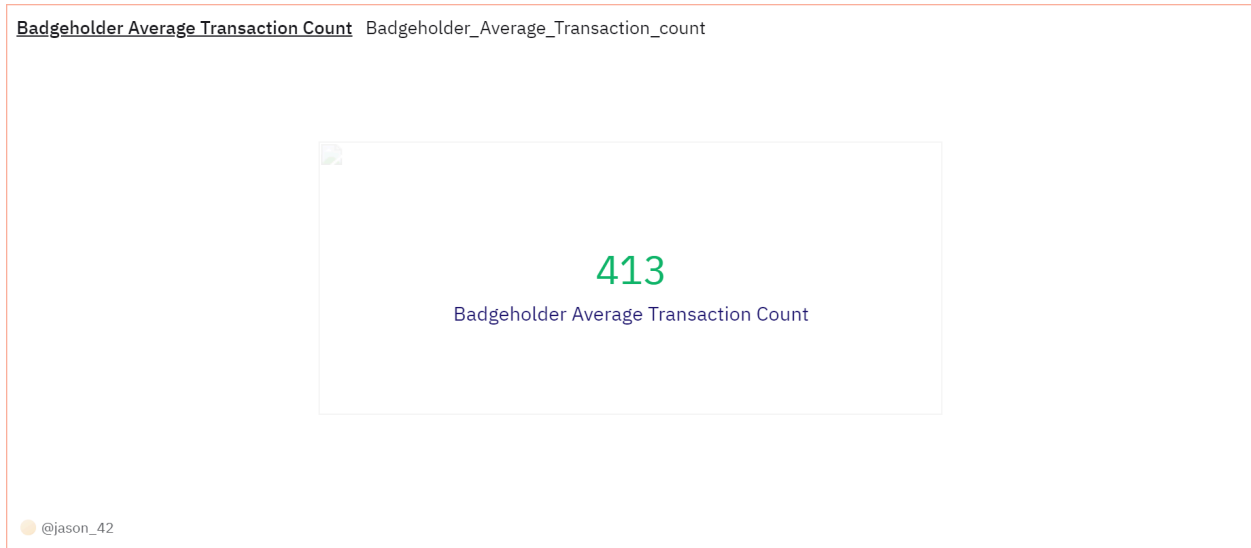 Badgeholder Average Transaction Count Badgeholder_Average_Transaction_count
413
Badgeholder Average Transaction Count
@jason_42